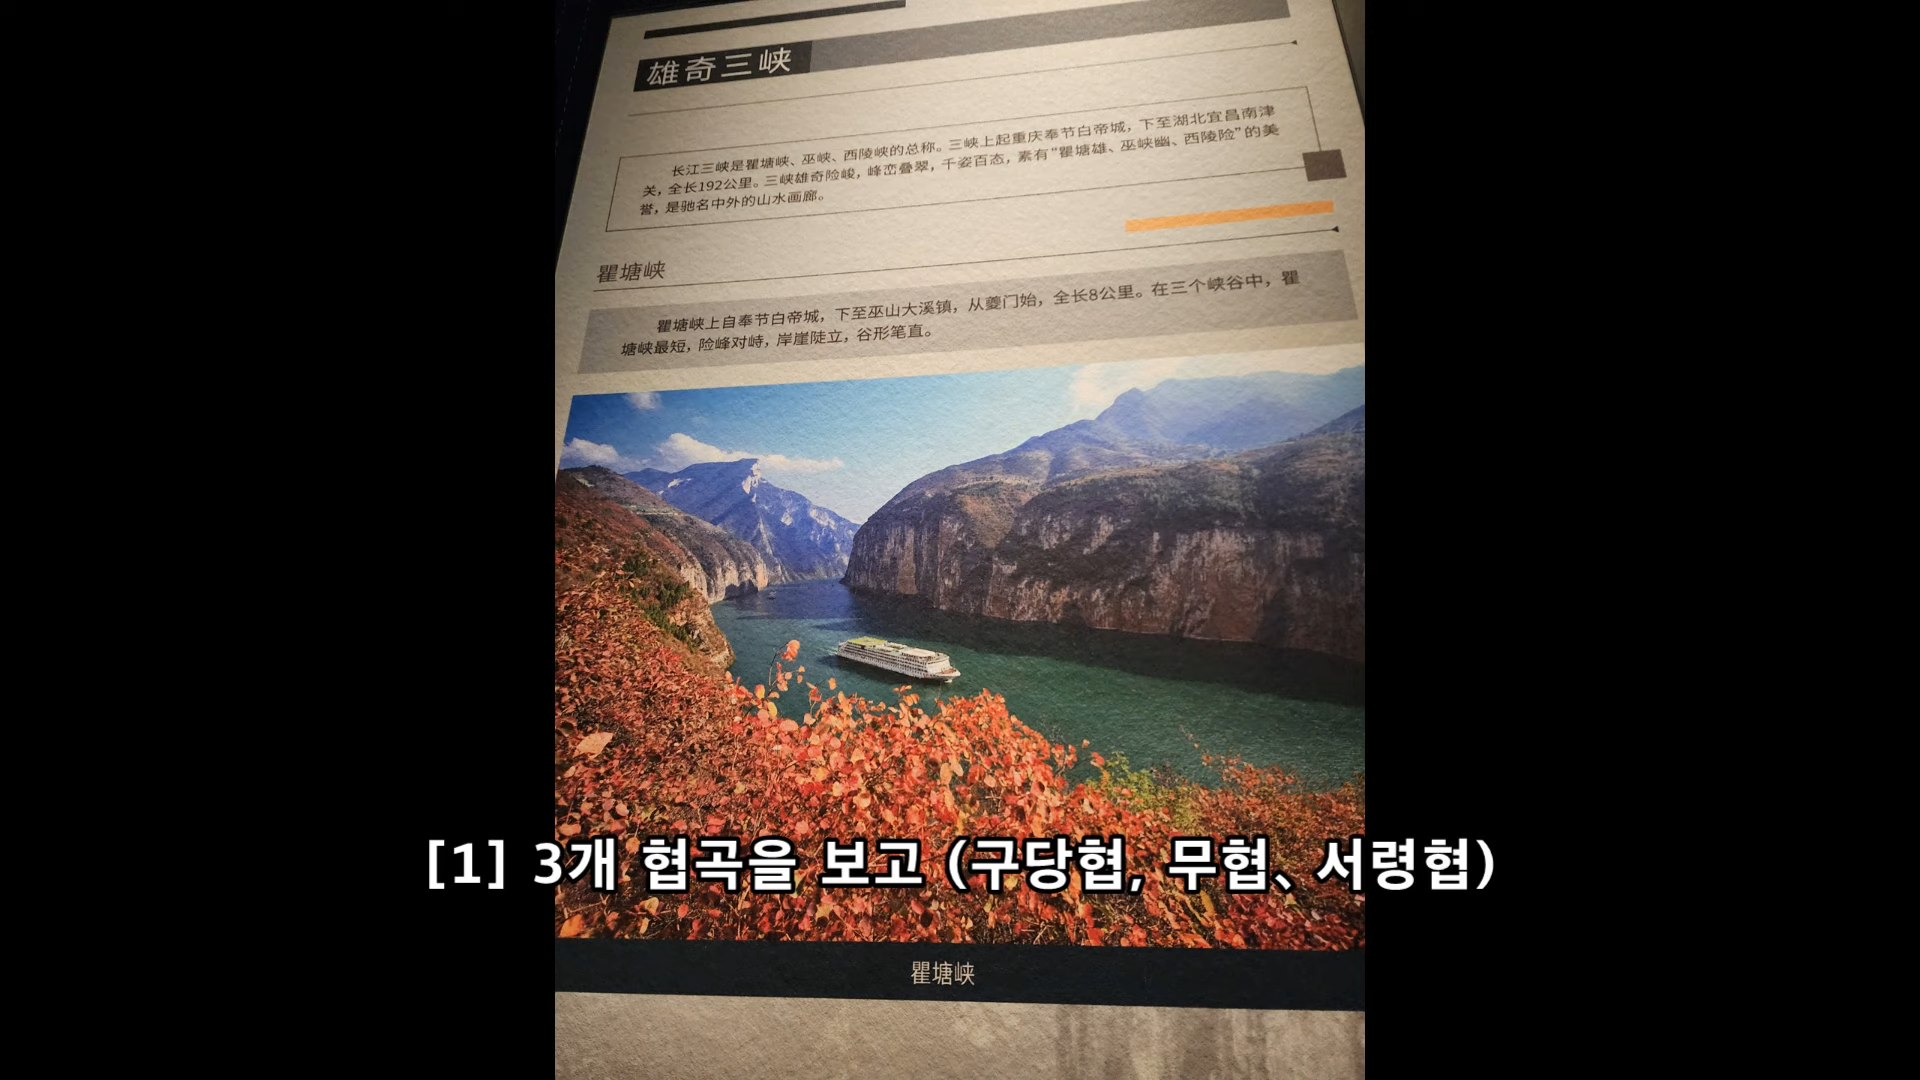 雄奇三峡
长江三峡是瞿塘峡、巫峡、西陵峡的总称。三峡上起重庆奉节白帝城，下至湖北宜昌南津
关，全长192公里。三峡雄奇险峻，峰峦叠翠，千姿百态，素有“瞿塘雄、巫峡幽、西陵险”的美
誉，是驰名中外的山水画廊。
瞿塘峡
瞿塘峡上自奉节白帝城，下至巫山大溪镇，从夔门始，全长8公里。在三个峡谷中，瞿
塘峡最短，险峰对峙，岸崖陡立，谷形笔直。
[1] 3개 협곡을 보고 (구당협, 무협、서령협)
瞿塘峡